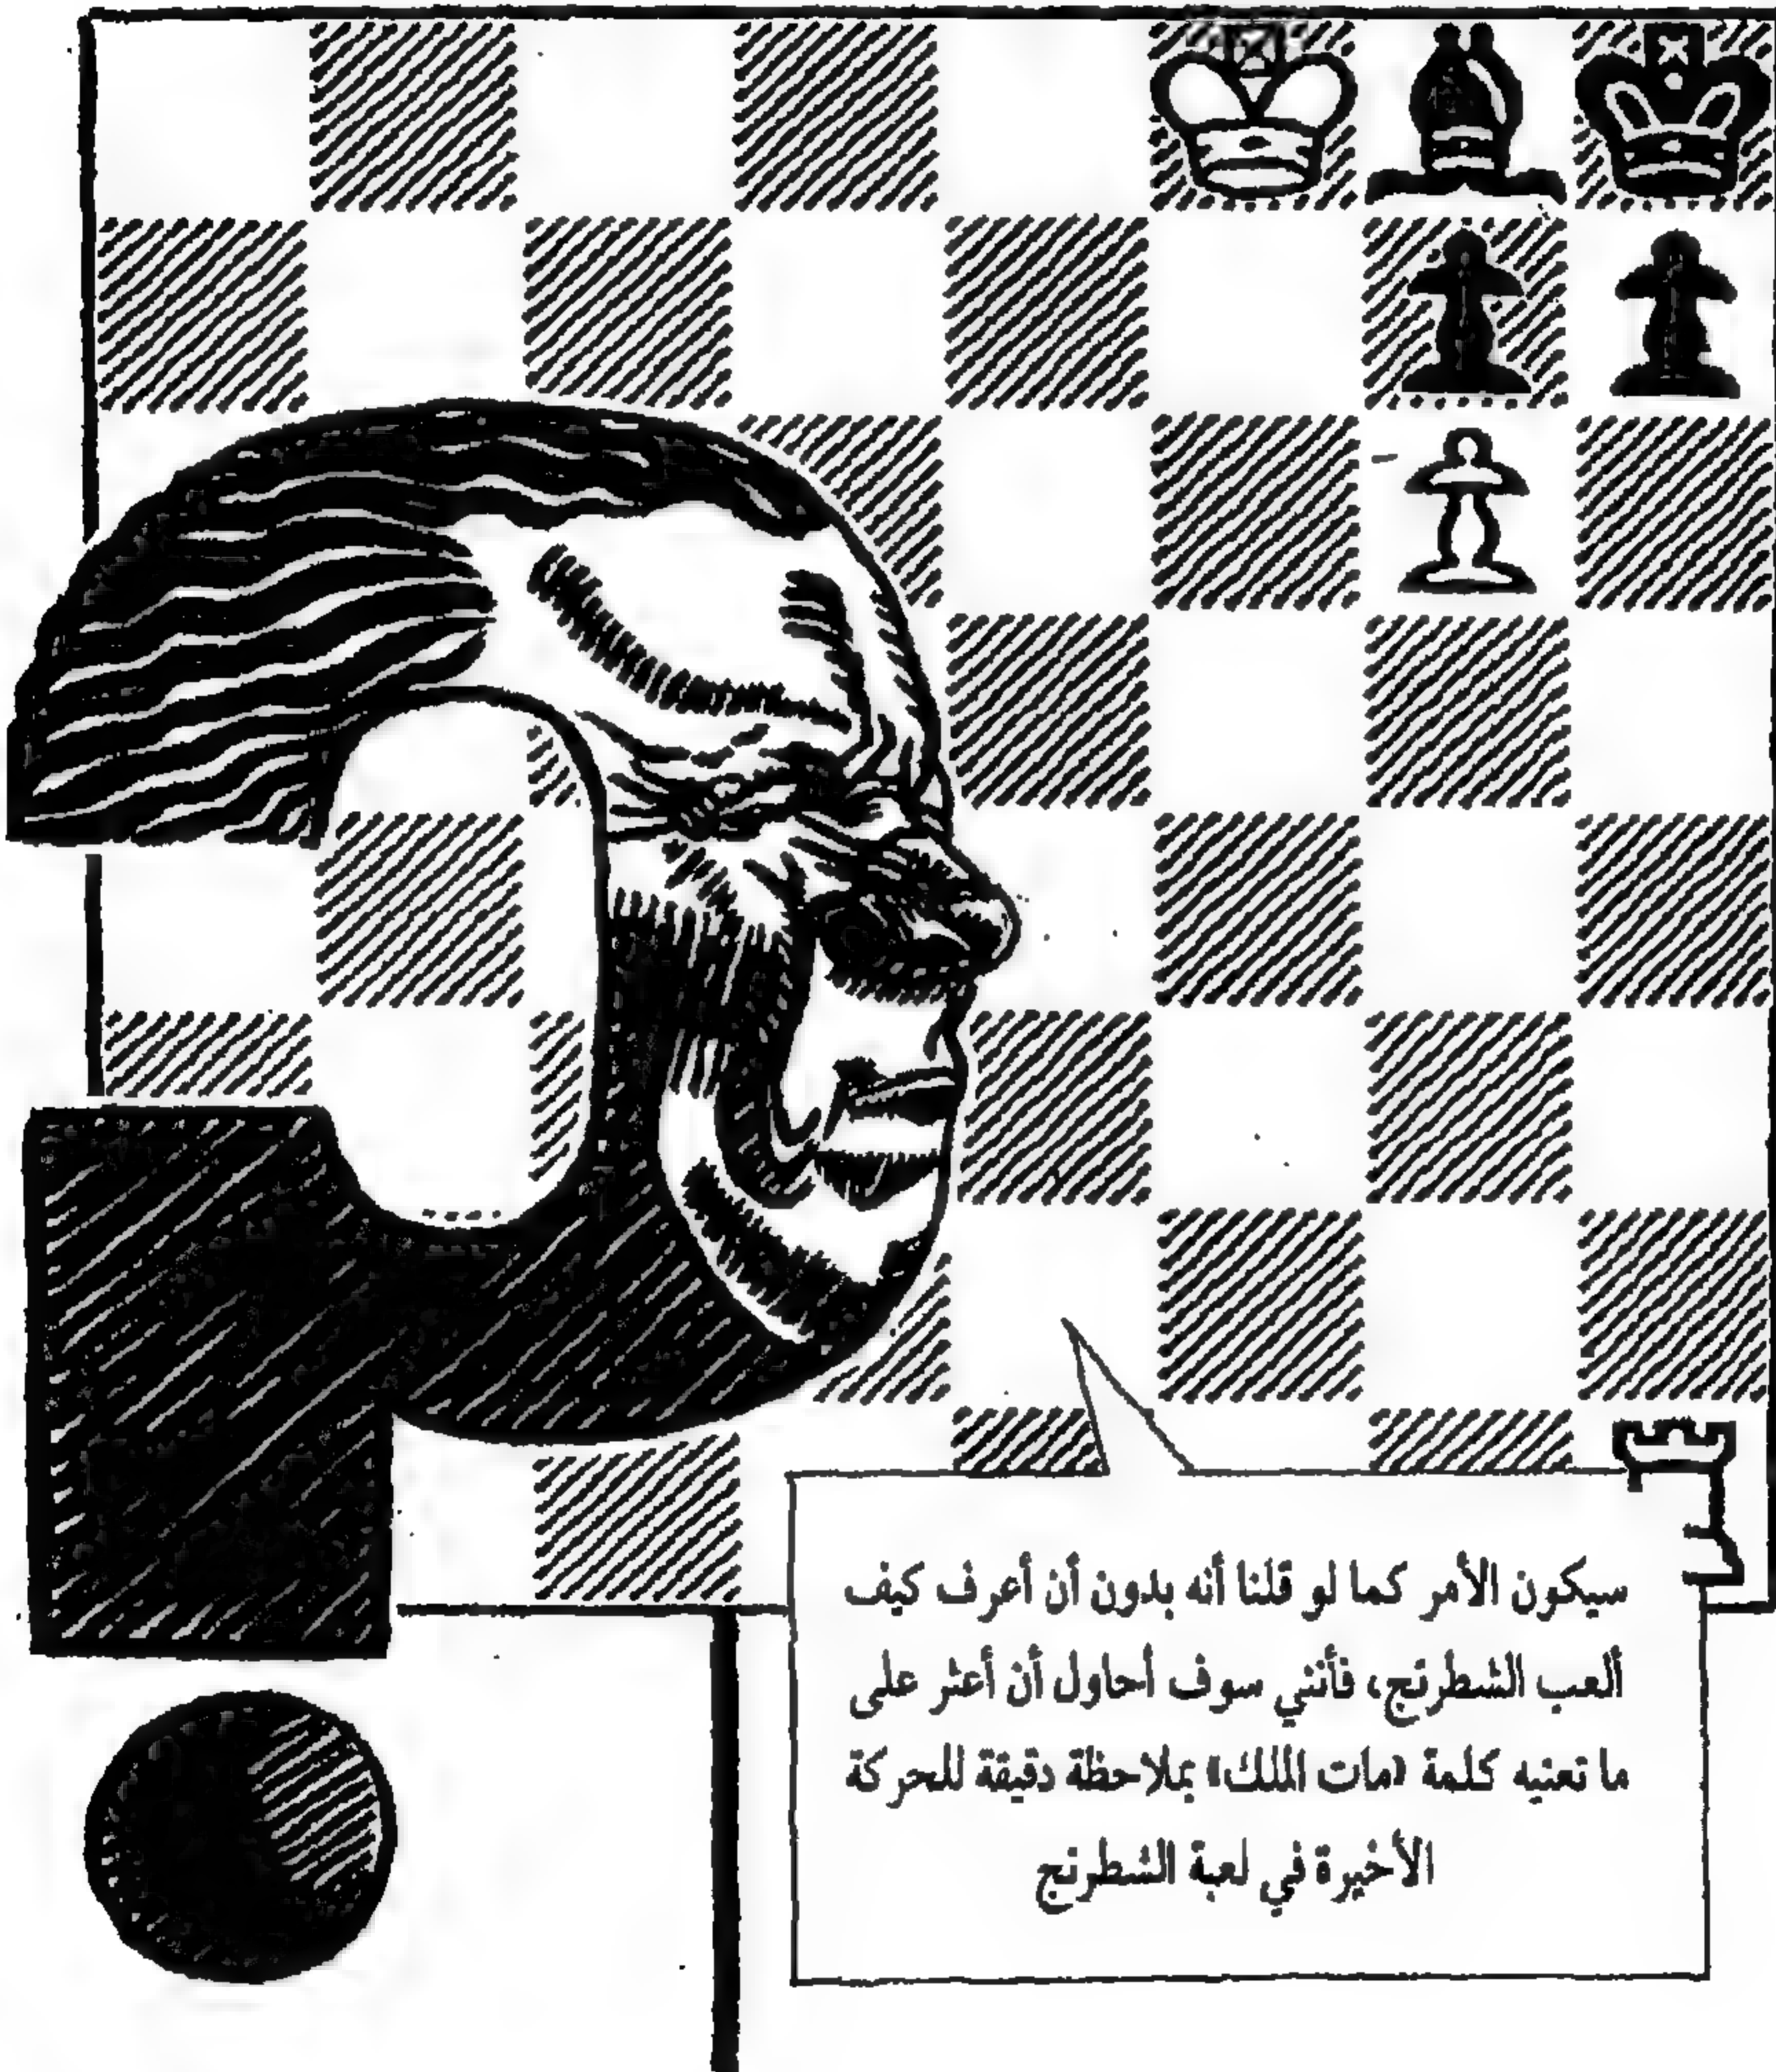 سيكون الأمر كما لو قلنا أنه بدون أن أعرف كيف
ألعب الشطرنج، فأنني سوف أحاول أن أعثر على
ما تعنيه كلمة «مات الملك» بملاحظة دقيقة للحركة
الأخيرة في لعبة الشطرنج